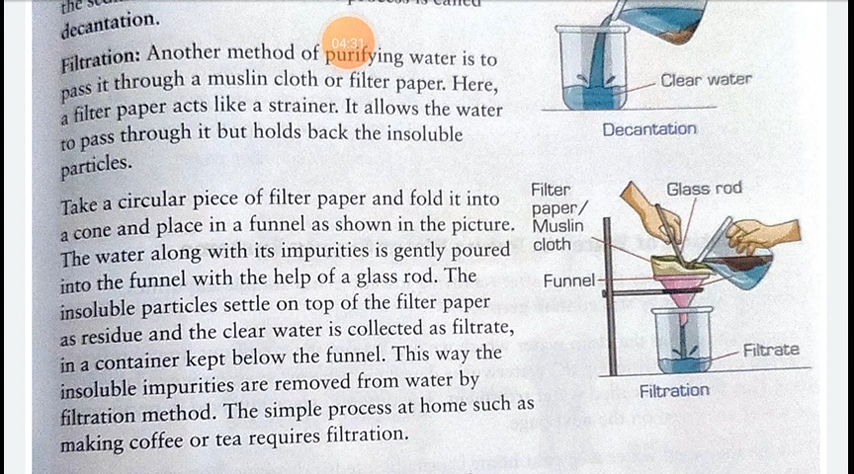 decantation.
Filtration: Another method of purifying water is to
pass it through a muslin cloth or filter paper. Here,
a filter paper acts like a strainer. It allows the water
to pass through it but holds back the insoluble
particles.
Take a circular piece of filter paper and fold it into
a cone and place in a funnel as shown in the picture.
The water along with its impurities is gently poured
into the funnel with the help of a glass rod. The
insoluble particles settle on top of the filter paper
as residue and the clear water is collected as filtrate,
in a container kept below the funnel. This way the
insoluble impurities are removed from water by
filtration method. The simple process at home such as
making coffee or tea requires filtration.
04:31
Clear water
Decantation
Filter
paper/
Muslin
cloth
Glass rod
Funnel
Filtrate
Filtration